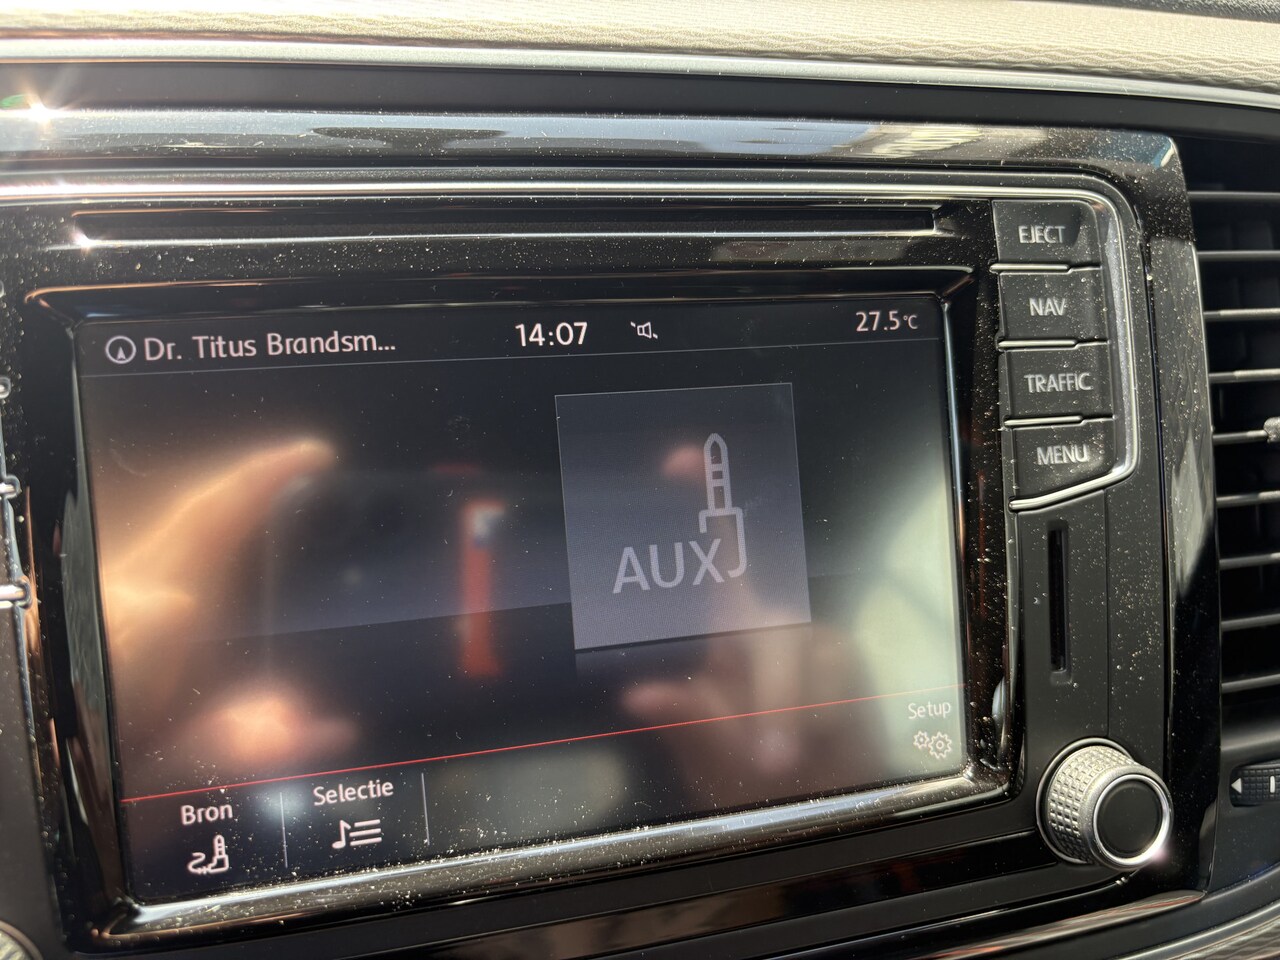 Dr. Titus Brandsm... 14:07 27.5°C
EJECT
NAV
TRAFFIC
MENU
AUX
Setup
Bron
Selectie